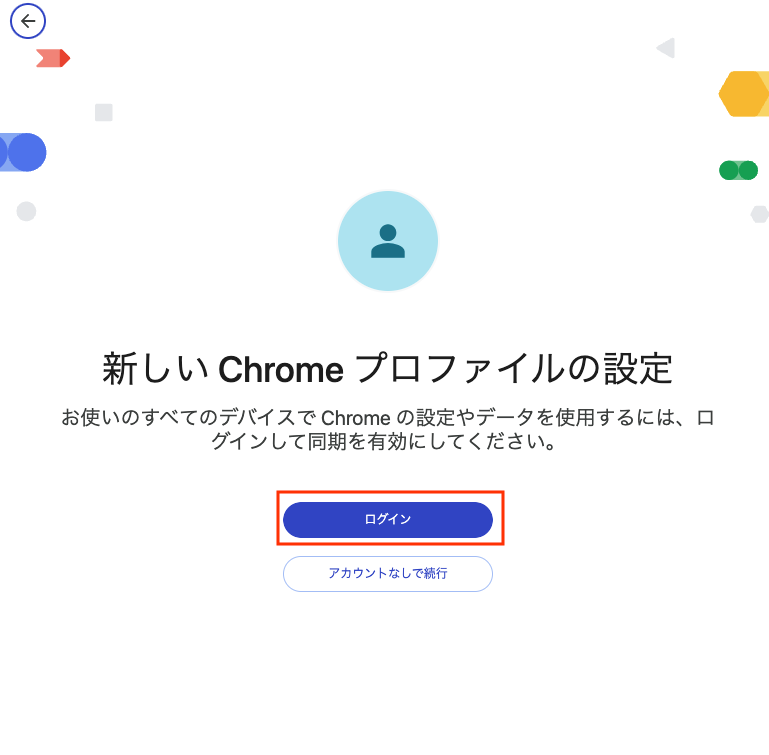 新しい Chrome プロファイルの設定
お使いのすべてのデバイスで Chrome の設定やデータを使用するには、ロ
グインして同期を有効にしてください。
ログイン
アカウントなしで続行